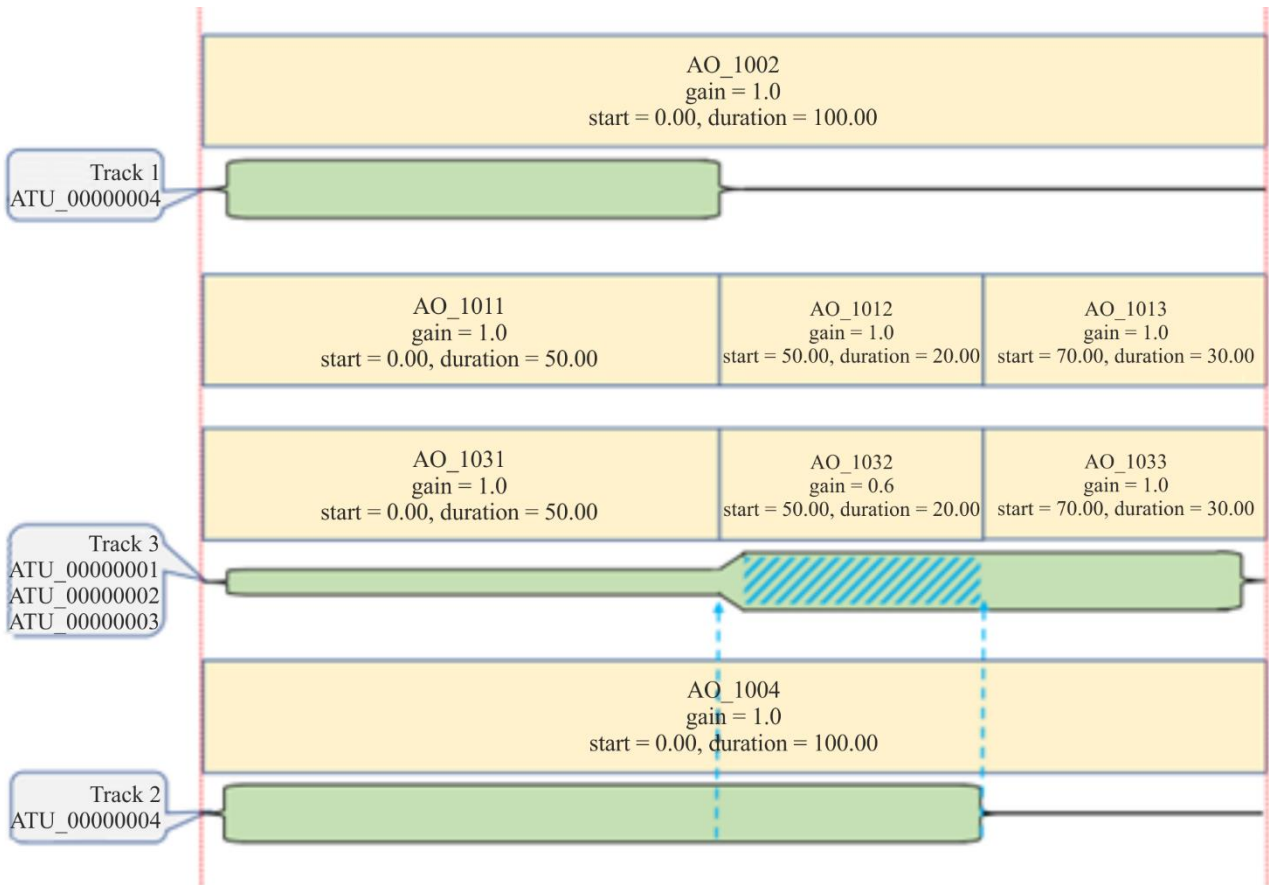 AO_1002
gain = 1.0
start = 0.00, duration = 100.00
Track 1
ATU_00000004
AO_1011
gain = 1.0
start = 0.00, duration = 50.00
AO_1012
gain = 1.0
start = 50.00, duration = 20.00
AO_1013
gain = 1.0
start = 70.00, duration = 30.00
AO_1031
gain = 1.0
start = 0.00, duration = 50.00
AO_1032
gain = 0.6
start = 50.00, duration = 20.00
AO_1033
gain = 1.0
start = 70.00, duration = 30.00
Track 3
ATU_00000001
ATU_00000002
ATU_00000003
AO_1004
gain = 1.0
start = 0.00, duration = 100.00
Track 2
ATU_00000004